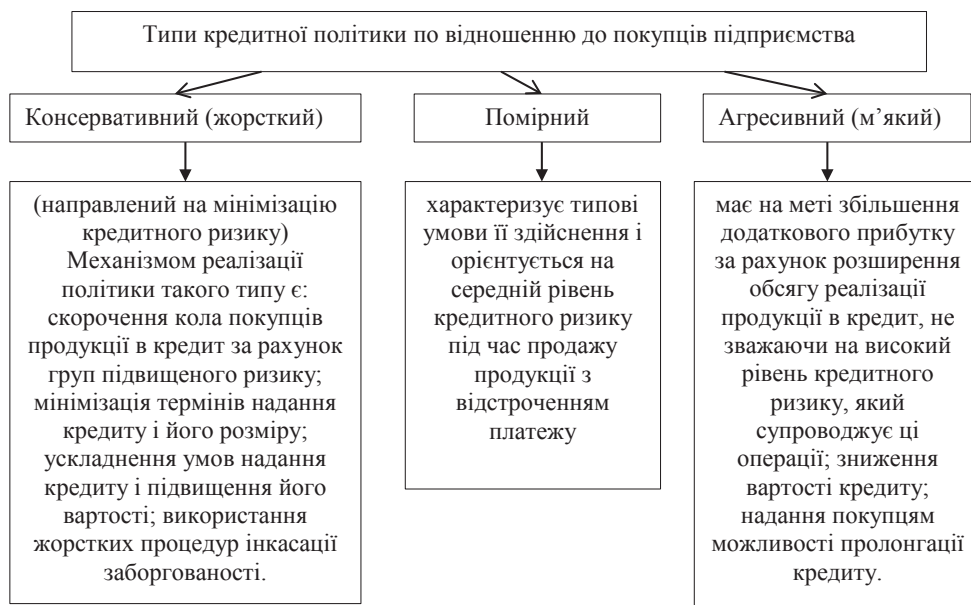 Типи кредитної політики по відношенню до покупців підприємства
Консервативний (жорсткий)
Помірний
Агресивний (м’який)
(направлений на мінімізацію
кредитного ризику)
Механізмом реалізації
політики такого типу є:
скорочення кола покупців
продукції в кредит за рахунок
груп підвищеного ризику;
мінімізація термінів надання
кредиту і його розміру;
ускладнення умов надання
кредиту і підвищення його
вартості; використання
жорстких процедур інкасації
заборгованості.
характеризує типові
умови її здійснення і
орієнтується на
середній рівень
кредитного ризику
під час продажу
продукції з
відстроченням
платежу
має на меті збільшення
додаткового прибутку
за рахунок розширення
обсягу реалізації
продукції в кредит, не
зважаючи на високий
рівень кредитного
ризику, який
супроводжує ці
операції; зниження
вартості кредиту;
надання покупцям
можливості пролонгації
кредиту.